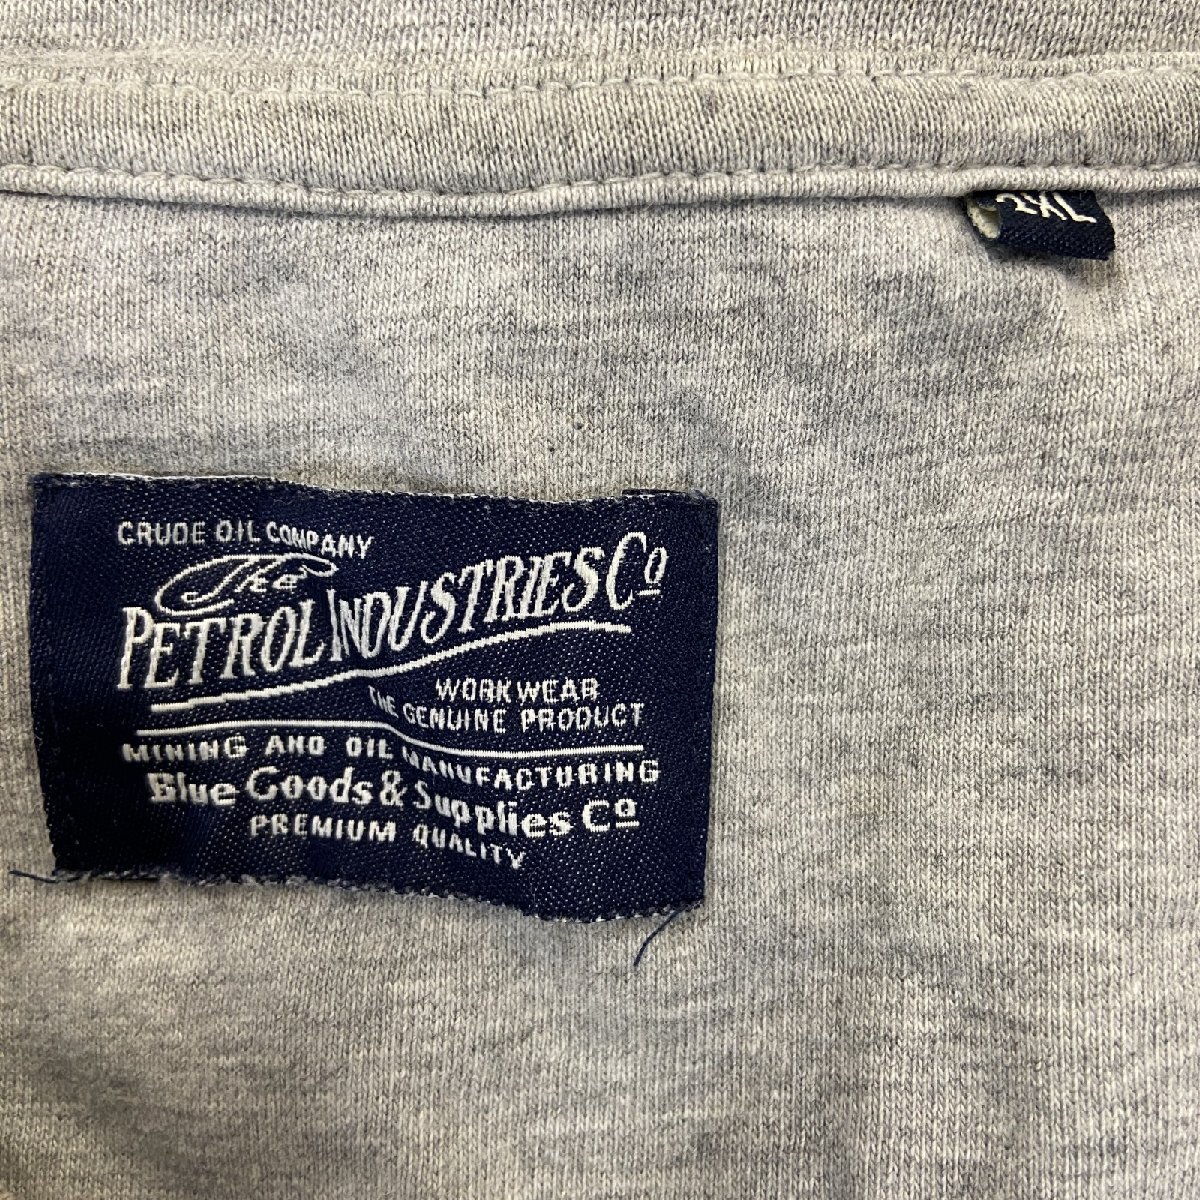 2XL
CRUDE OIL COMPANY
The
PETROL INDUSTRIES Co
WORKWEAR
THE GENUINE PRODUCT
MINING AND OIL MANUFACTURING
Blue Goods & Supplies Co
PREMIUM QUALITY